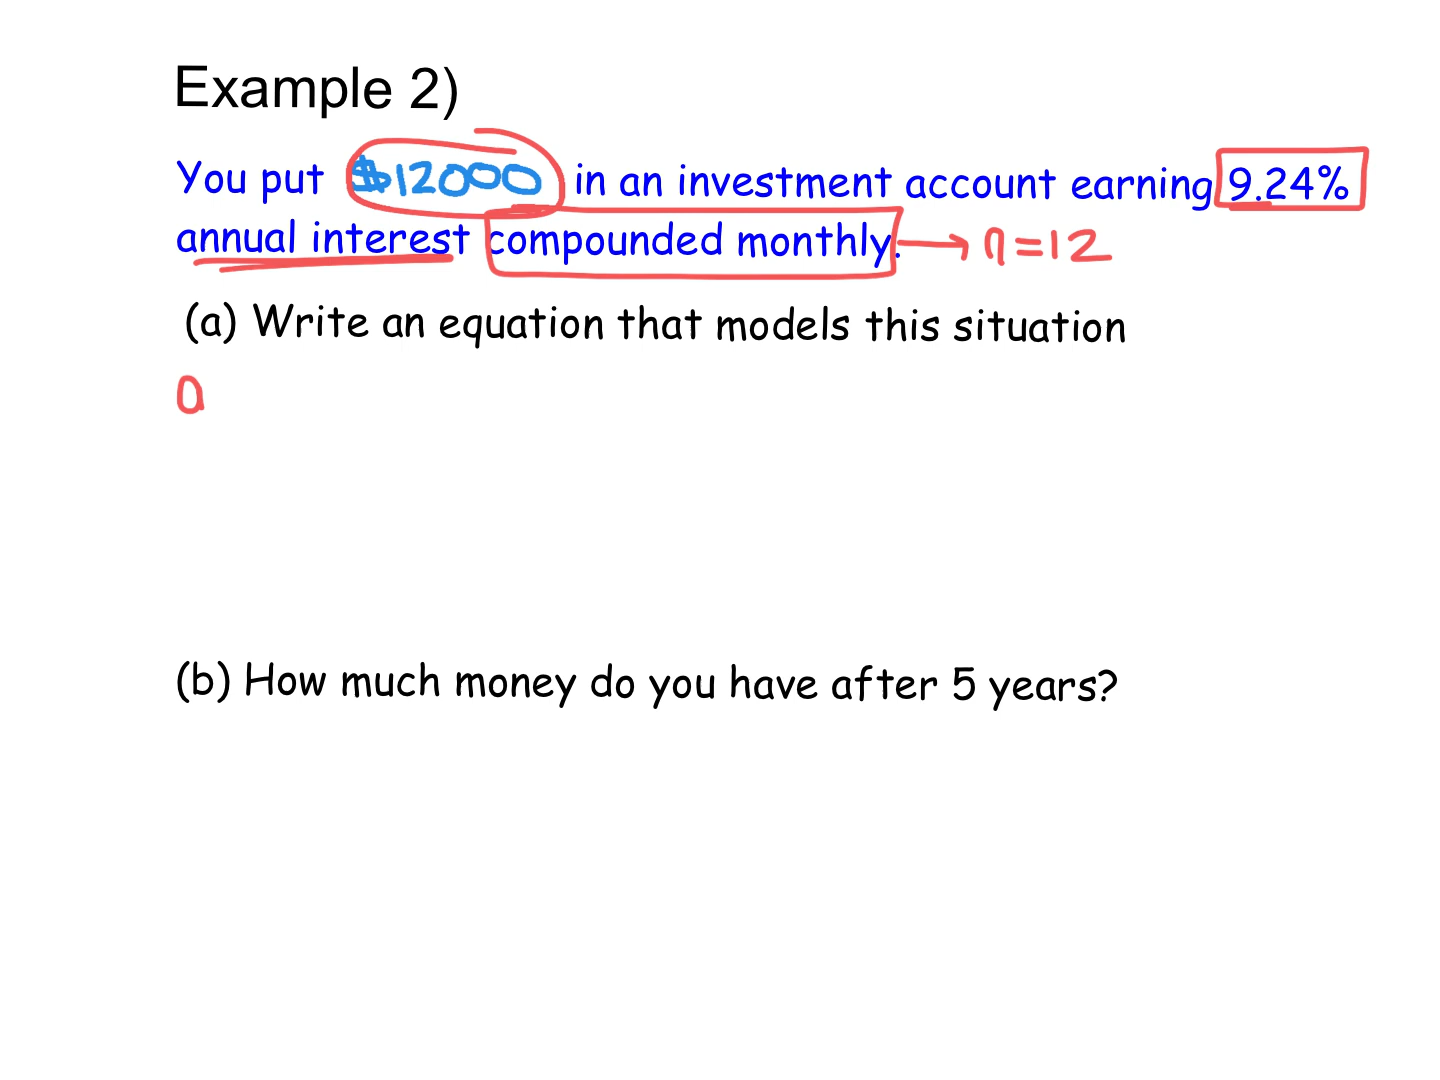 Example 2)
You put $12000 in an investment account earning 9.24%
annual interest compounded monthly. → n=12
(a) Write an equation that models this situation
a
(b) How much money do you have after 5 years?